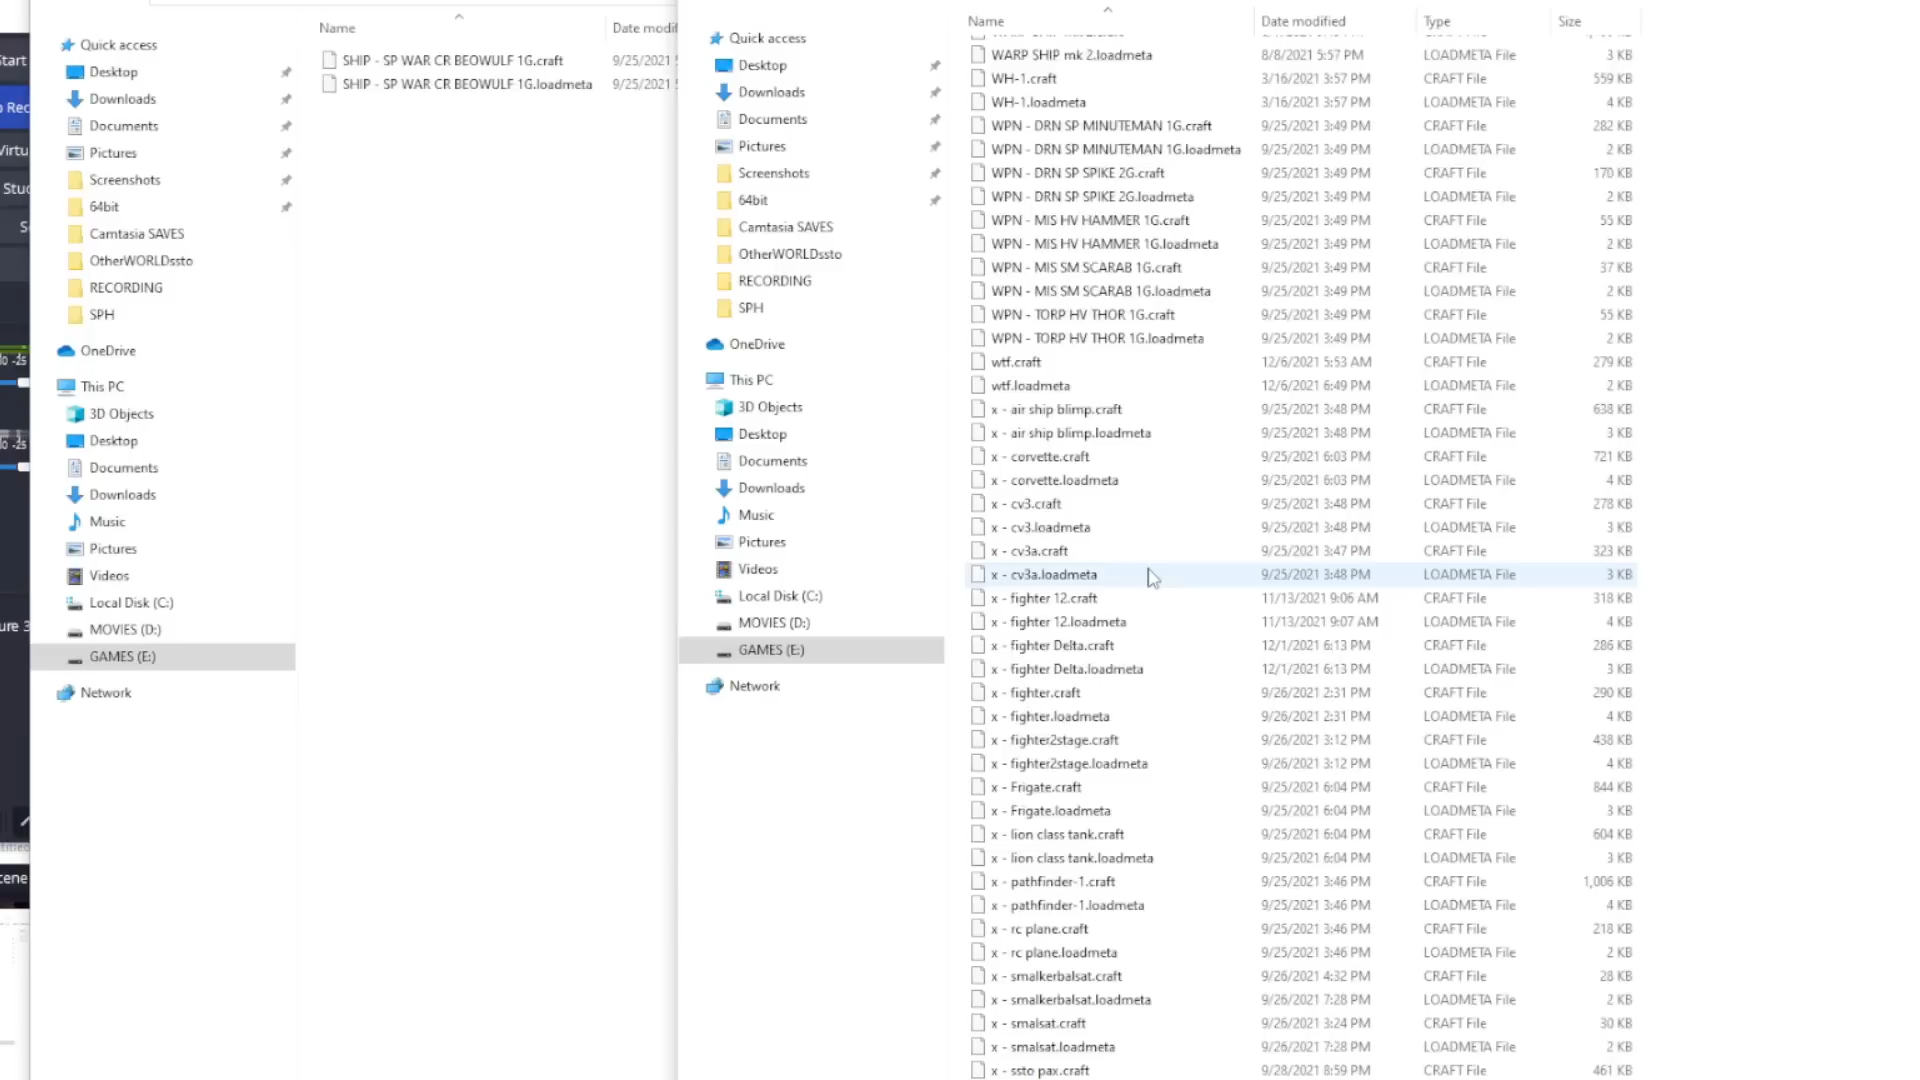 Start
Rec
Virtu
Stud
S
-25
-25
ure 3
cene
Name
Date modif
Quick access
Desktop
Downloads
Documents
Pictures
Screenshots
64bit
Camtasia SAVES
OtherWORLDssto
RECORDING
SPH
OneDrive
This PC
3D Objects
Desktop
Documents
Downloads
Music
Pictures
Videos
Local Disk (C:)
MOVIES (D:)
GAMES (E:)
Network
SHIP - SP WAR CR BEOWULF 1G.craft 9/25/2021
SHIP - SP WAR CR BEOWULF 1G.loadmeta 9/25/2021
Quick access
Desktop
Downloads
Documents
Pictures
Screenshots
64bit
Camtasia SAVES
OtherWORLDssto
RECORDING
SPH
OneDrive
This PC
3D Objects
Desktop
Documents
Downloads
Music
Pictures
Videos
Local Disk (C:)
MOVIES (D:)
GAMES (E:)
Network
Name Date modified Type Size
WARP SHIP mk 2.loadmeta 8/8/2021 5:57 PM LOADMETA File 3 KB
WH-1.craft 3/16/2021 3:57 PM CRAFT File 559 KB
WH-1.loadmeta 3/16/2021 3:57 PM LOADMETA File 4 KB
WPN - DRN SP MINUTEMAN 1G.craft 9/25/2021 3:49 PM CRAFT File 282 KB
WPN - DRN SP MINUTEMAN 1G.loadmeta 9/25/2021 3:49 PM LOADMETA File 2 KB
WPN - DRN SP SPIKE 2G.craft 9/25/2021 3:49 PM CRAFT File 170 KB
WPN - DRN SP SPIKE 2G.loadmeta 9/25/2021 3:49 PM LOADMETA File 2 KB
WPN - MIS HV HAMMER 1G.craft 9/25/2021 3:49 PM CRAFT File 55 KB
WPN - MIS HV HAMMER 1G.loadmeta 9/25/2021 3:49 PM LOADMETA File 2 KB
WPN - MIS SM SCARAB 1G.craft 9/25/2021 3:49 PM CRAFT File 37 KB
WPN - MIS SM SCARAB 1G.loadmeta 9/25/2021 3:49 PM LOADMETA File 2 KB
WPN - TORP HV THOR 1G.craft 9/25/2021 3:49 PM CRAFT File 55 KB
WPN - TORP HV THOR 1G.loadmeta 9/25/2021 3:49 PM LOADMETA File 2 KB
wtf.craft 12/6/2021 5:53 AM CRAFT File 279 KB
wtf.loadmeta 12/6/2021 6:49 PM LOADMETA File 2 KB
x - air ship blimp.craft 9/25/2021 3:48 PM CRAFT File 638 KB
x - air ship blimp.loadmeta 9/25/2021 3:48 PM LOADMETA File 3 KB
x - corvette.craft 9/25/2021 6:03 PM CRAFT File 721 KB
x - corvette.loadmeta 9/25/2021 6:03 PM LOADMETA File 4 KB
x - cv3.craft 9/25/2021 3:48 PM CRAFT File 278 KB
x - cv3.loadmeta 9/25/2021 3:48 PM LOADMETA File 3 KB
x - cv3a.craft 9/25/2021 3:47 PM CRAFT File 323 KB
x - cv3a.loadmeta 9/25/2021 3:48 PM LOADMETA File 3 KB
x - fighter 12.craft 11/13/2021 9:06 AM CRAFT File 318 KB
x - fighter 12.loadmeta 11/13/2021 9:07 AM LOADMETA File 4 KB
x - fighter Delta.craft 12/1/2021 6:13 PM CRAFT File 286 KB
x - fighter Delta.loadmeta 12/1/2021 6:13 PM LOADMETA File 3 KB
x - fighter.craft 9/26/2021 2:31 PM CRAFT File 290 KB
x - fighter.loadmeta 9/26/2021 2:31 PM LOADMETA File 4 KB
x - fighter2stage.craft 9/26/2021 3:12 PM CRAFT File 438 KB
x - fighter2stage.loadmeta 9/26/2021 3:12 PM LOADMETA File 4 KB
x - Frigate.craft 9/25/2021 6:04 PM CRAFT File 844 KB
x - Frigate.loadmeta 9/25/2021 6:04 PM LOADMETA File 3 KB
x - lion class tank.craft 9/25/2021 6:04 PM CRAFT File 604 KB
x - lion class tank.loadmeta 9/25/2021 6:04 PM LOADMETA File 3 KB
x - pathfinder-1.craft 9/25/2021 3:46 PM CRAFT File 1,006 KB
x - pathfinder-1.loadmeta 9/25/2021 3:46 PM LOADMETA File 4 KB
x - rc plane.craft 9/25/2021 3:46 PM CRAFT File 218 KB
x - rc plane.loadmeta 9/25/2021 3:46 PM LOADMETA File 2 KB
x - smalkerbalsat.craft 9/26/2021 4:32 PM CRAFT File 28 KB
x - smalkerbalsat.loadmeta 9/26/2021 7:28 PM LOADMETA File 2 KB
x - smalsat.craft 9/26/2021 3:24 PM CRAFT File 30 KB
x - smalsat.loadmeta 9/26/2021 7:28 PM LOADMETA File 2 KB
x - ssto pax.craft 9/28/2021 8:59 PM CRAFT File 461 KB